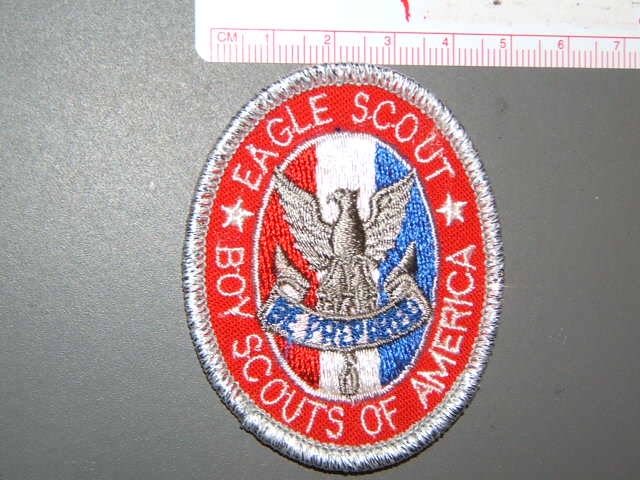 CM 1 2 3 4 5 6 7
EAGLE SCOUT
BE PREPARED
BOY SCOUTS OF AMERICA